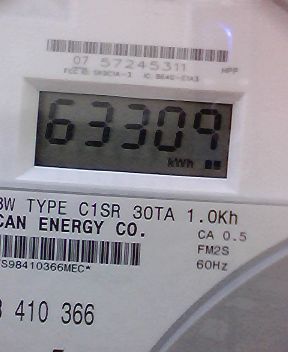 07 57245311
63309
kWh
3W TYPE C1SR 30TA 1.0Kh
CAN ENERGY CO.
CA 0.5
FM2S
60Hz
S98410366MEC*
410 366